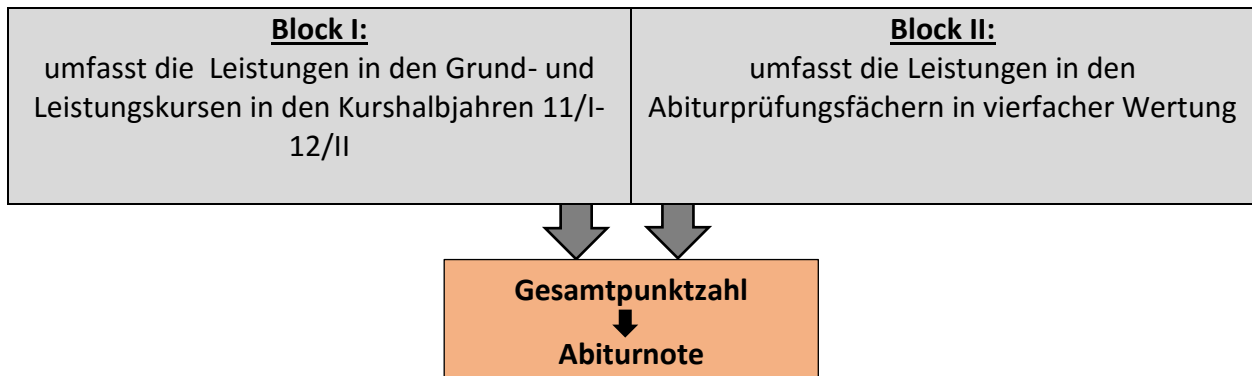 Block I:
umfasst die Leistungen in den Grund- und
Leistungskursen in den Kurshalbjahren 11/I-
12/II
Block II:
umfasst die Leistungen in den
Abiturprüfungsfächern in vierfacher Wertung
Gesamtpunktzahl
Abiturnote